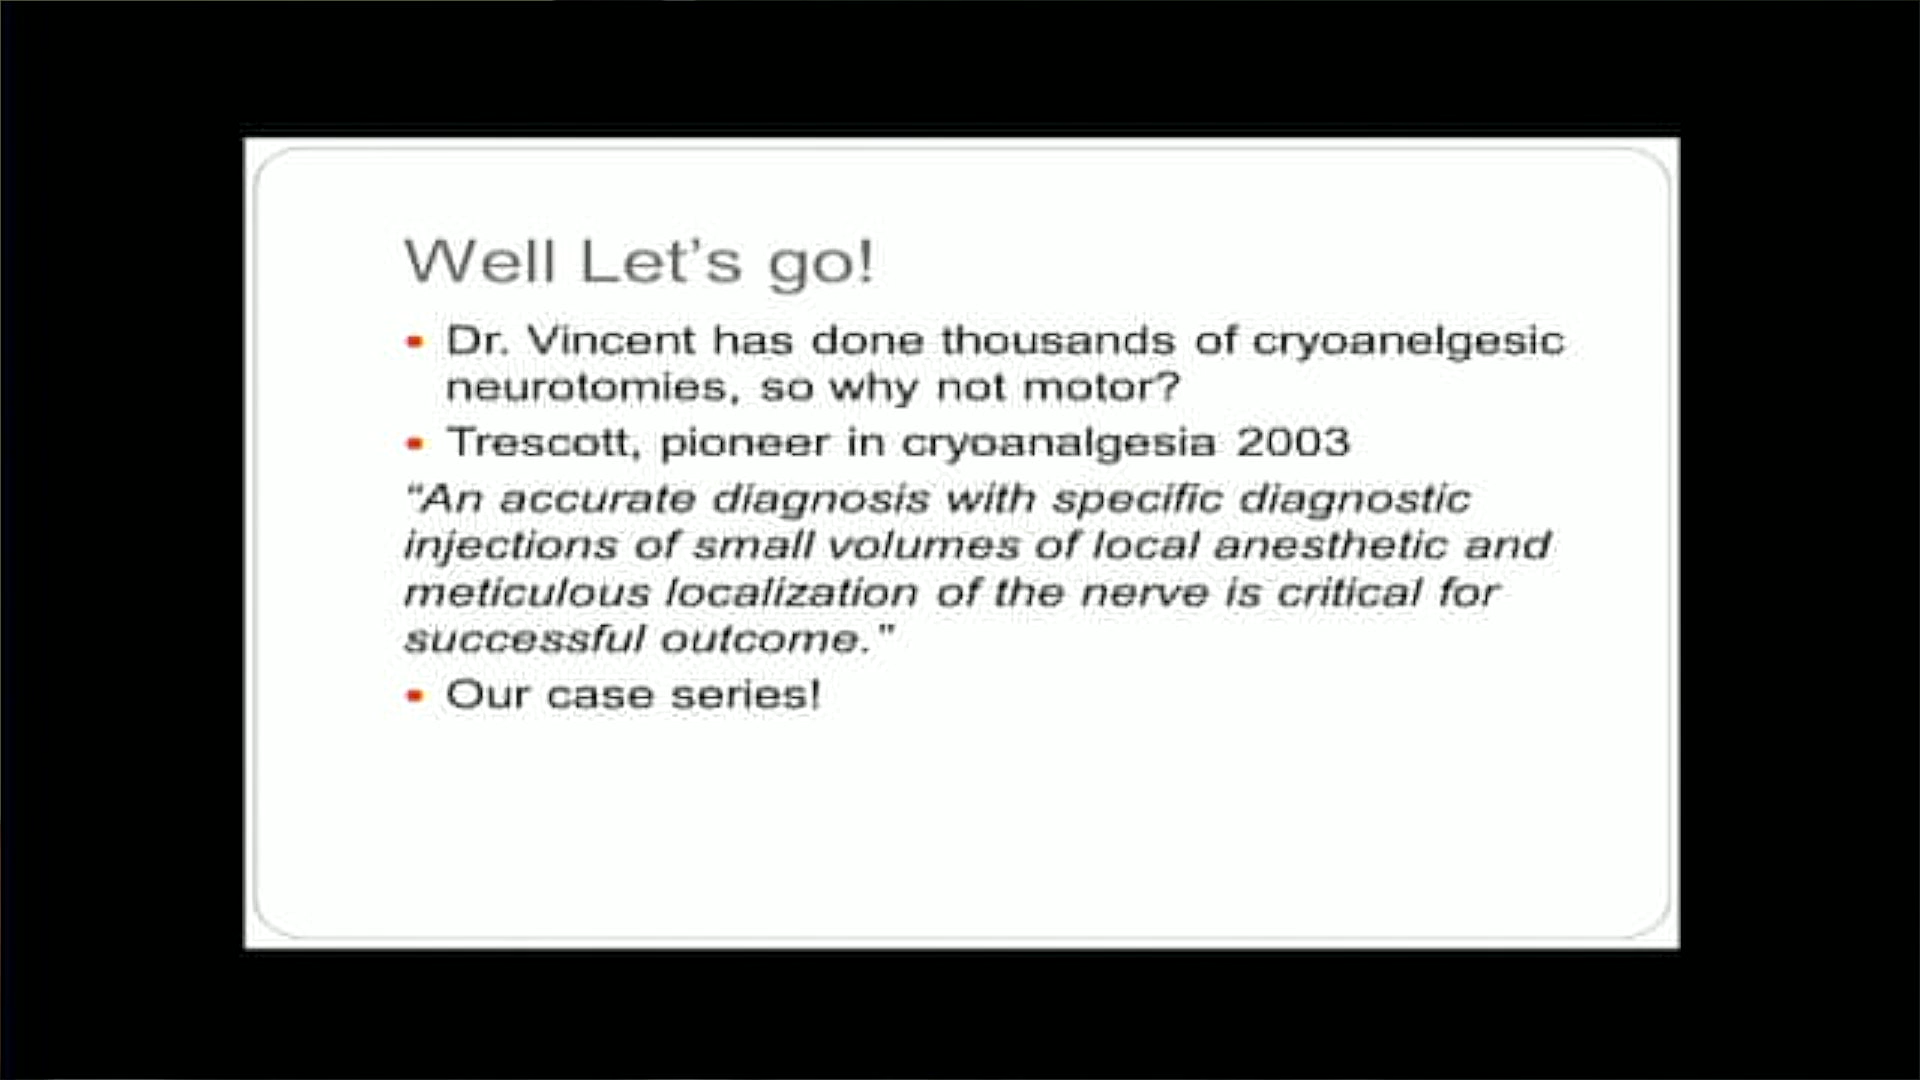 Well Let’s go!
• Dr. Vincent has done thousands of cryoanelgesic
neurotomies, so why not motor?
• Trescott, pioneer in cryoanalgesia 2003
“An accurate diagnosis with specific diagnostic
injections of small volumes of local anesthetic and
meticulous localization of the nerve is critical for
successful outcome.”
• Our case series!